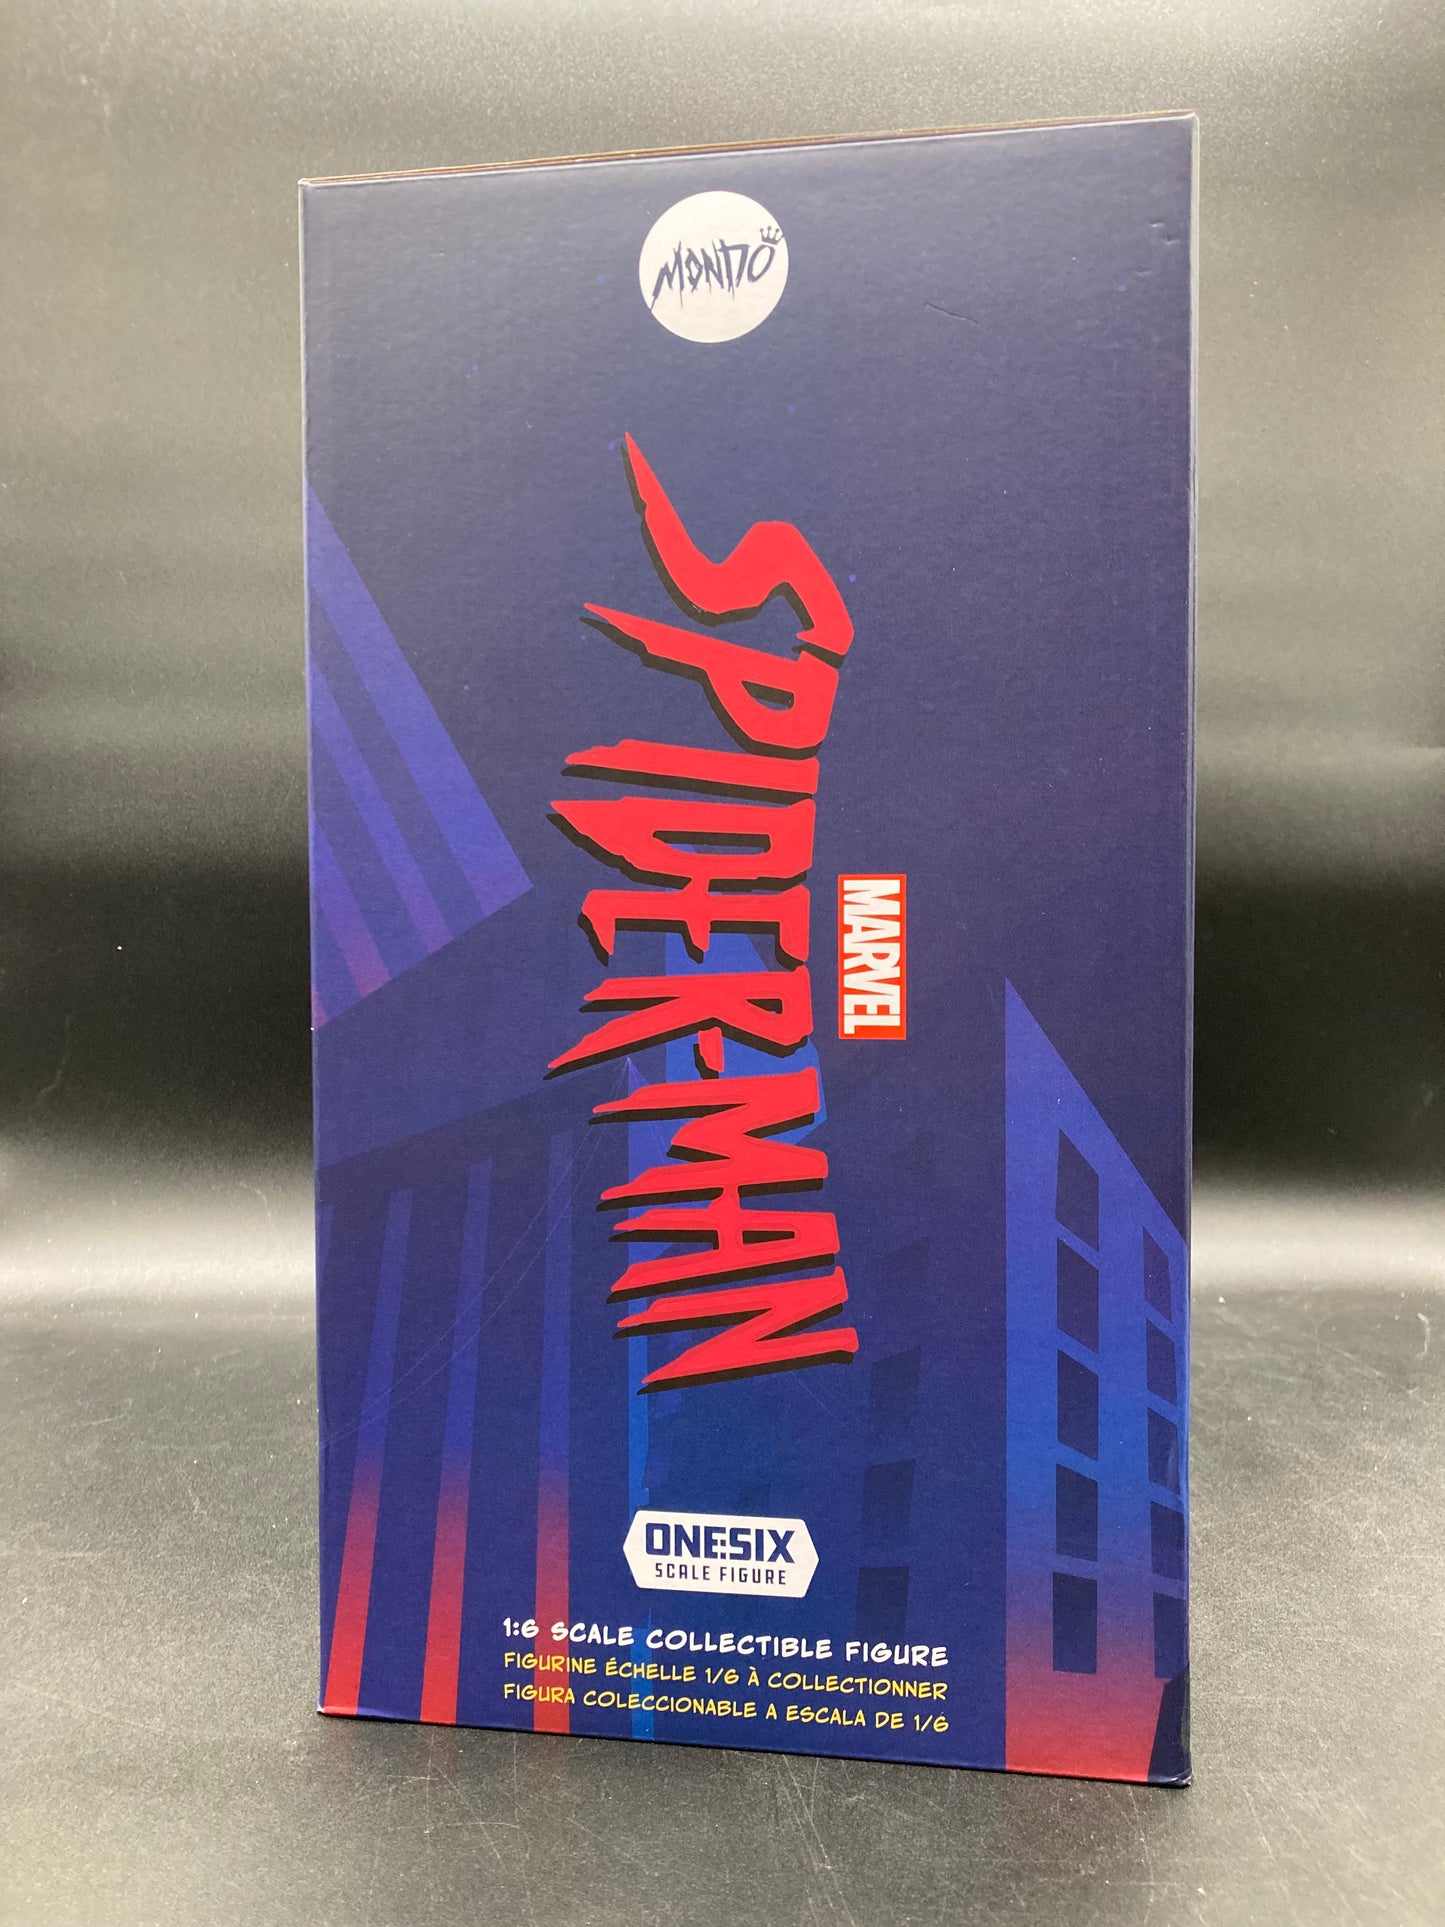 MONDO
MARVEL
SPIDER-MAN
ONE:SIX
SCALE FIGURE
1:6 SCALE COLLECTIBLE FIGURE
FIGURINE ÉCHELLE 1/6 À COLLECTIONNER
FIGURA COLECCIONABLE A ESCALA DE 1/6